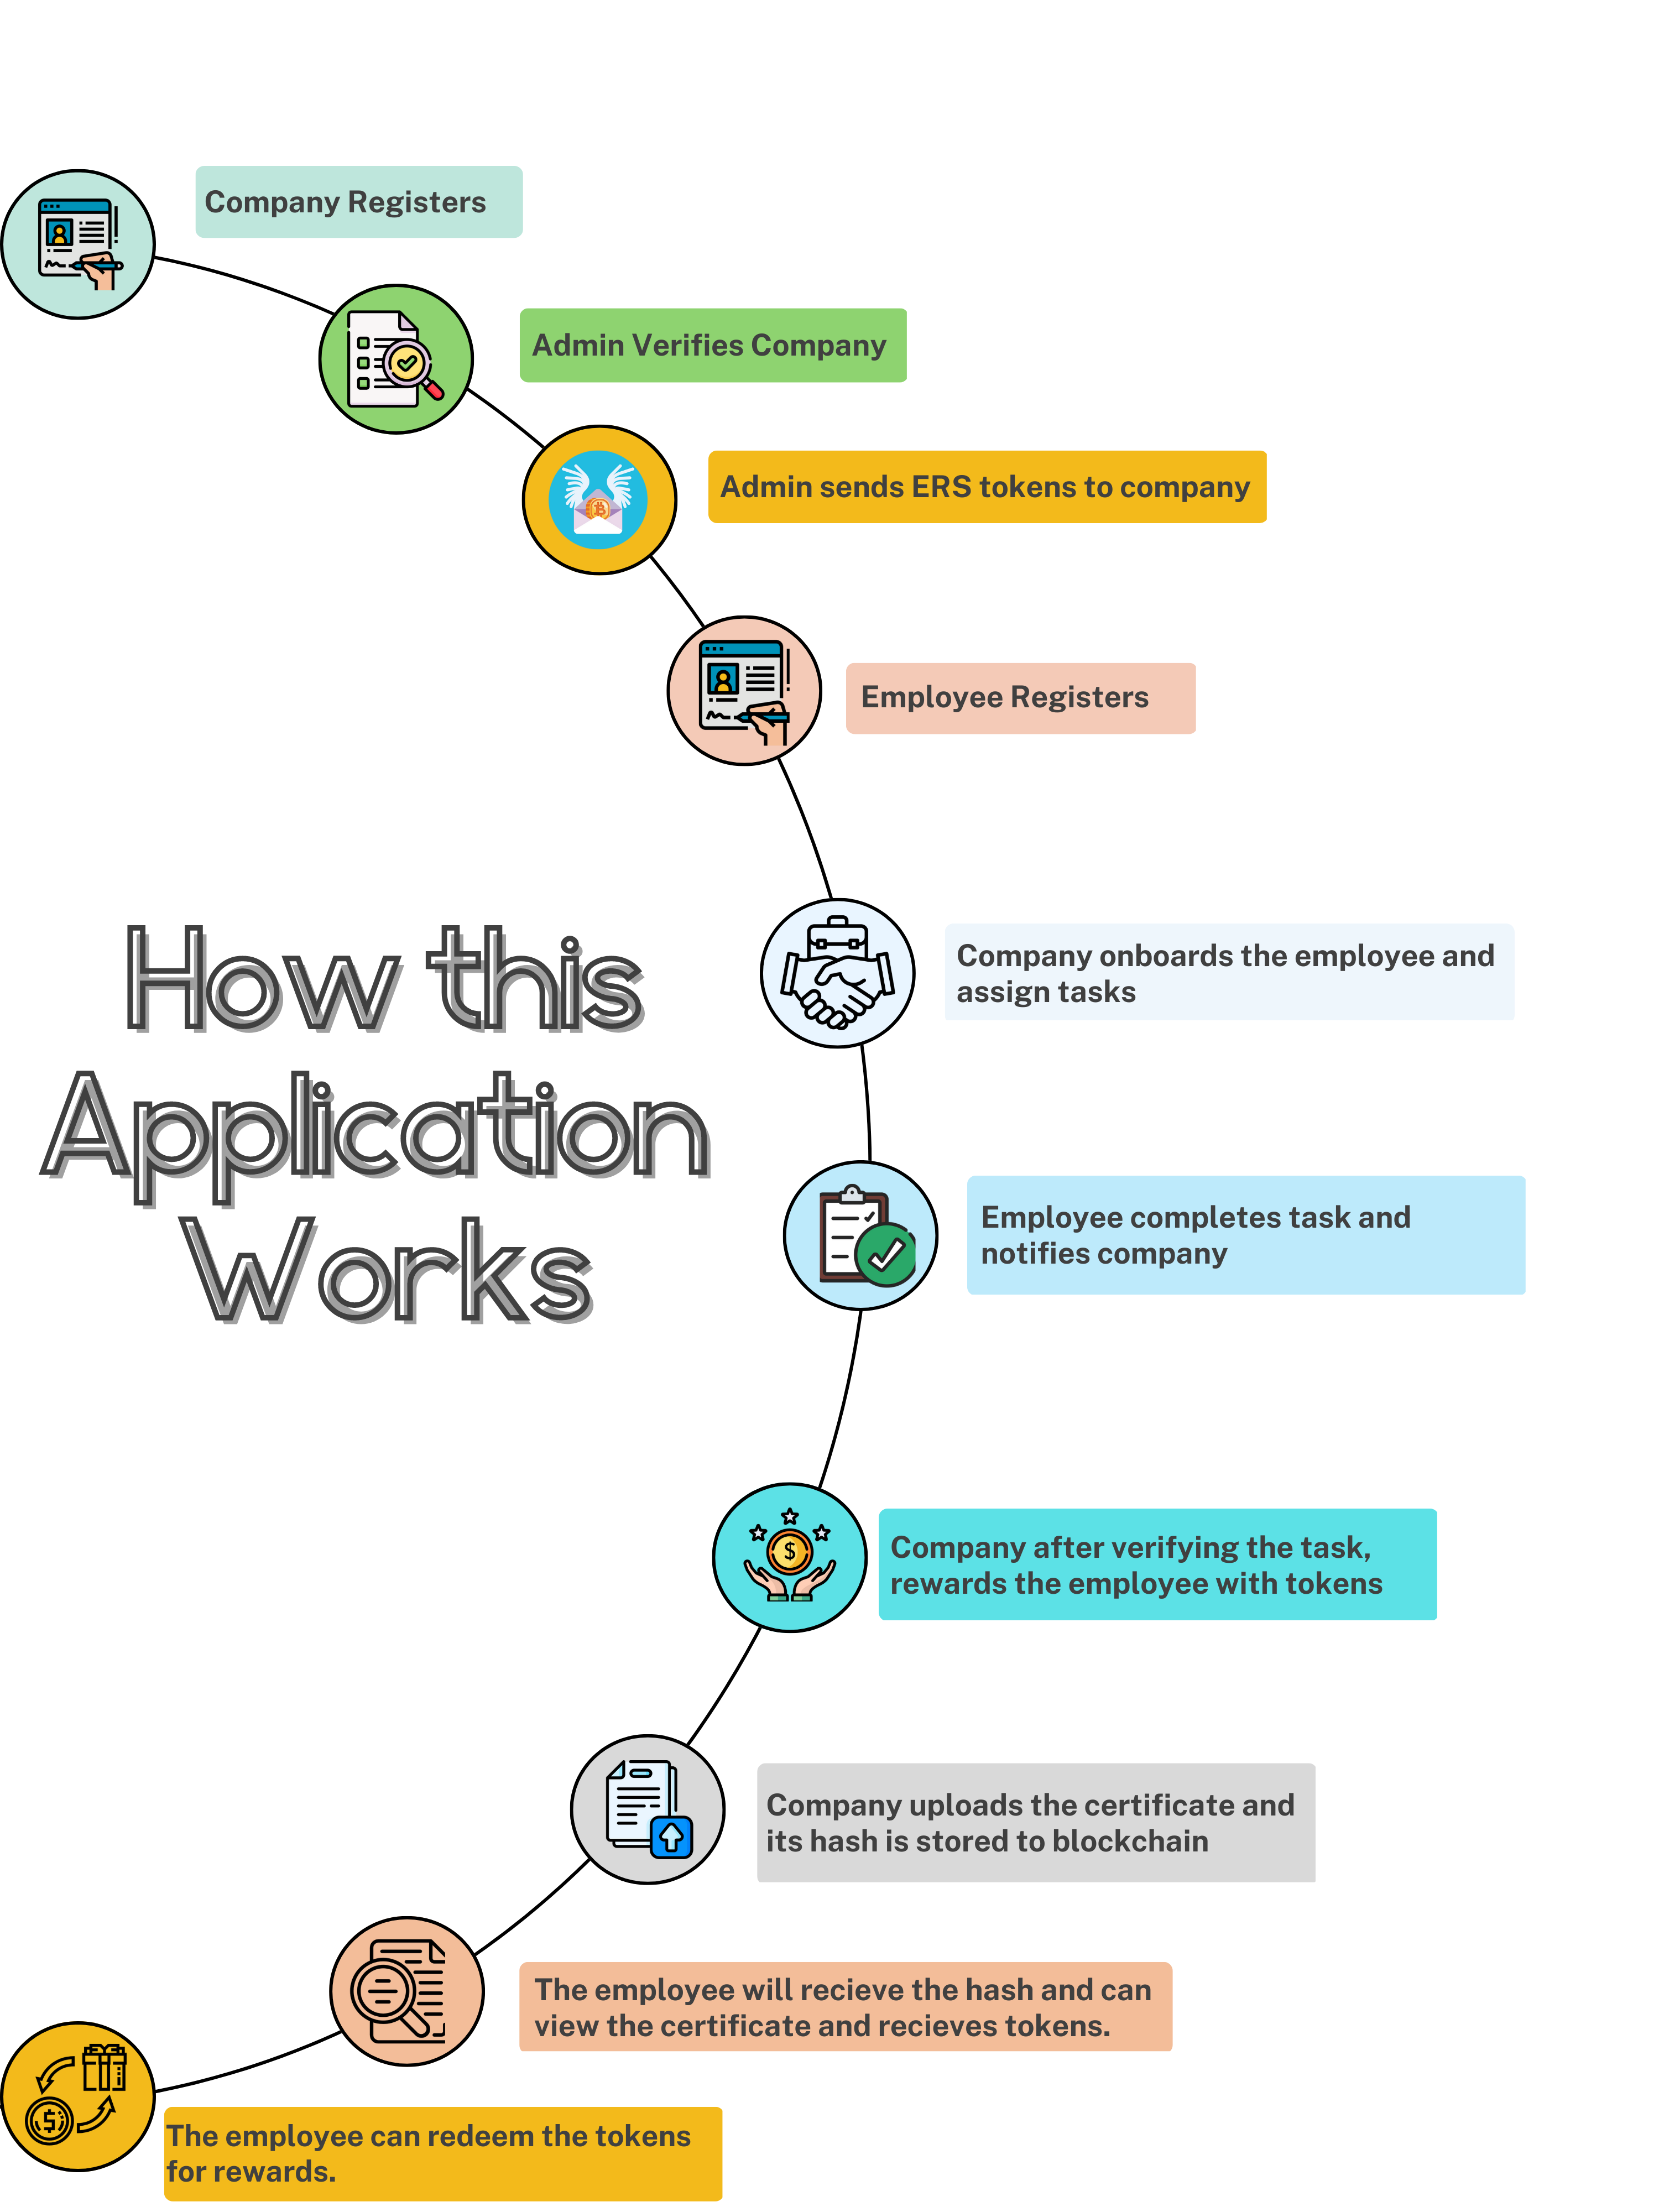 Company Registers
Admin Verifies Company
Admin sends ERS tokens to company
Employee Registers
How this
Application
Works
Company onboards the employee and
assign tasks
Employee completes task and
notifies company
Company after verifying the task,
rewards the employee with tokens
Company uploads the certificate and
its hash is stored to blockchain
The employee will recieve the hash and can
view the certificate and recieves tokens.
The employee can redeem the tokens
for rewards.